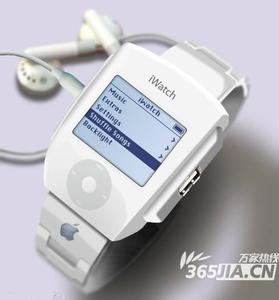 iWatch
iWatch
Music
Extras
Settings
Shuffle Songs
Backlight
万家热线
365JIA.CN